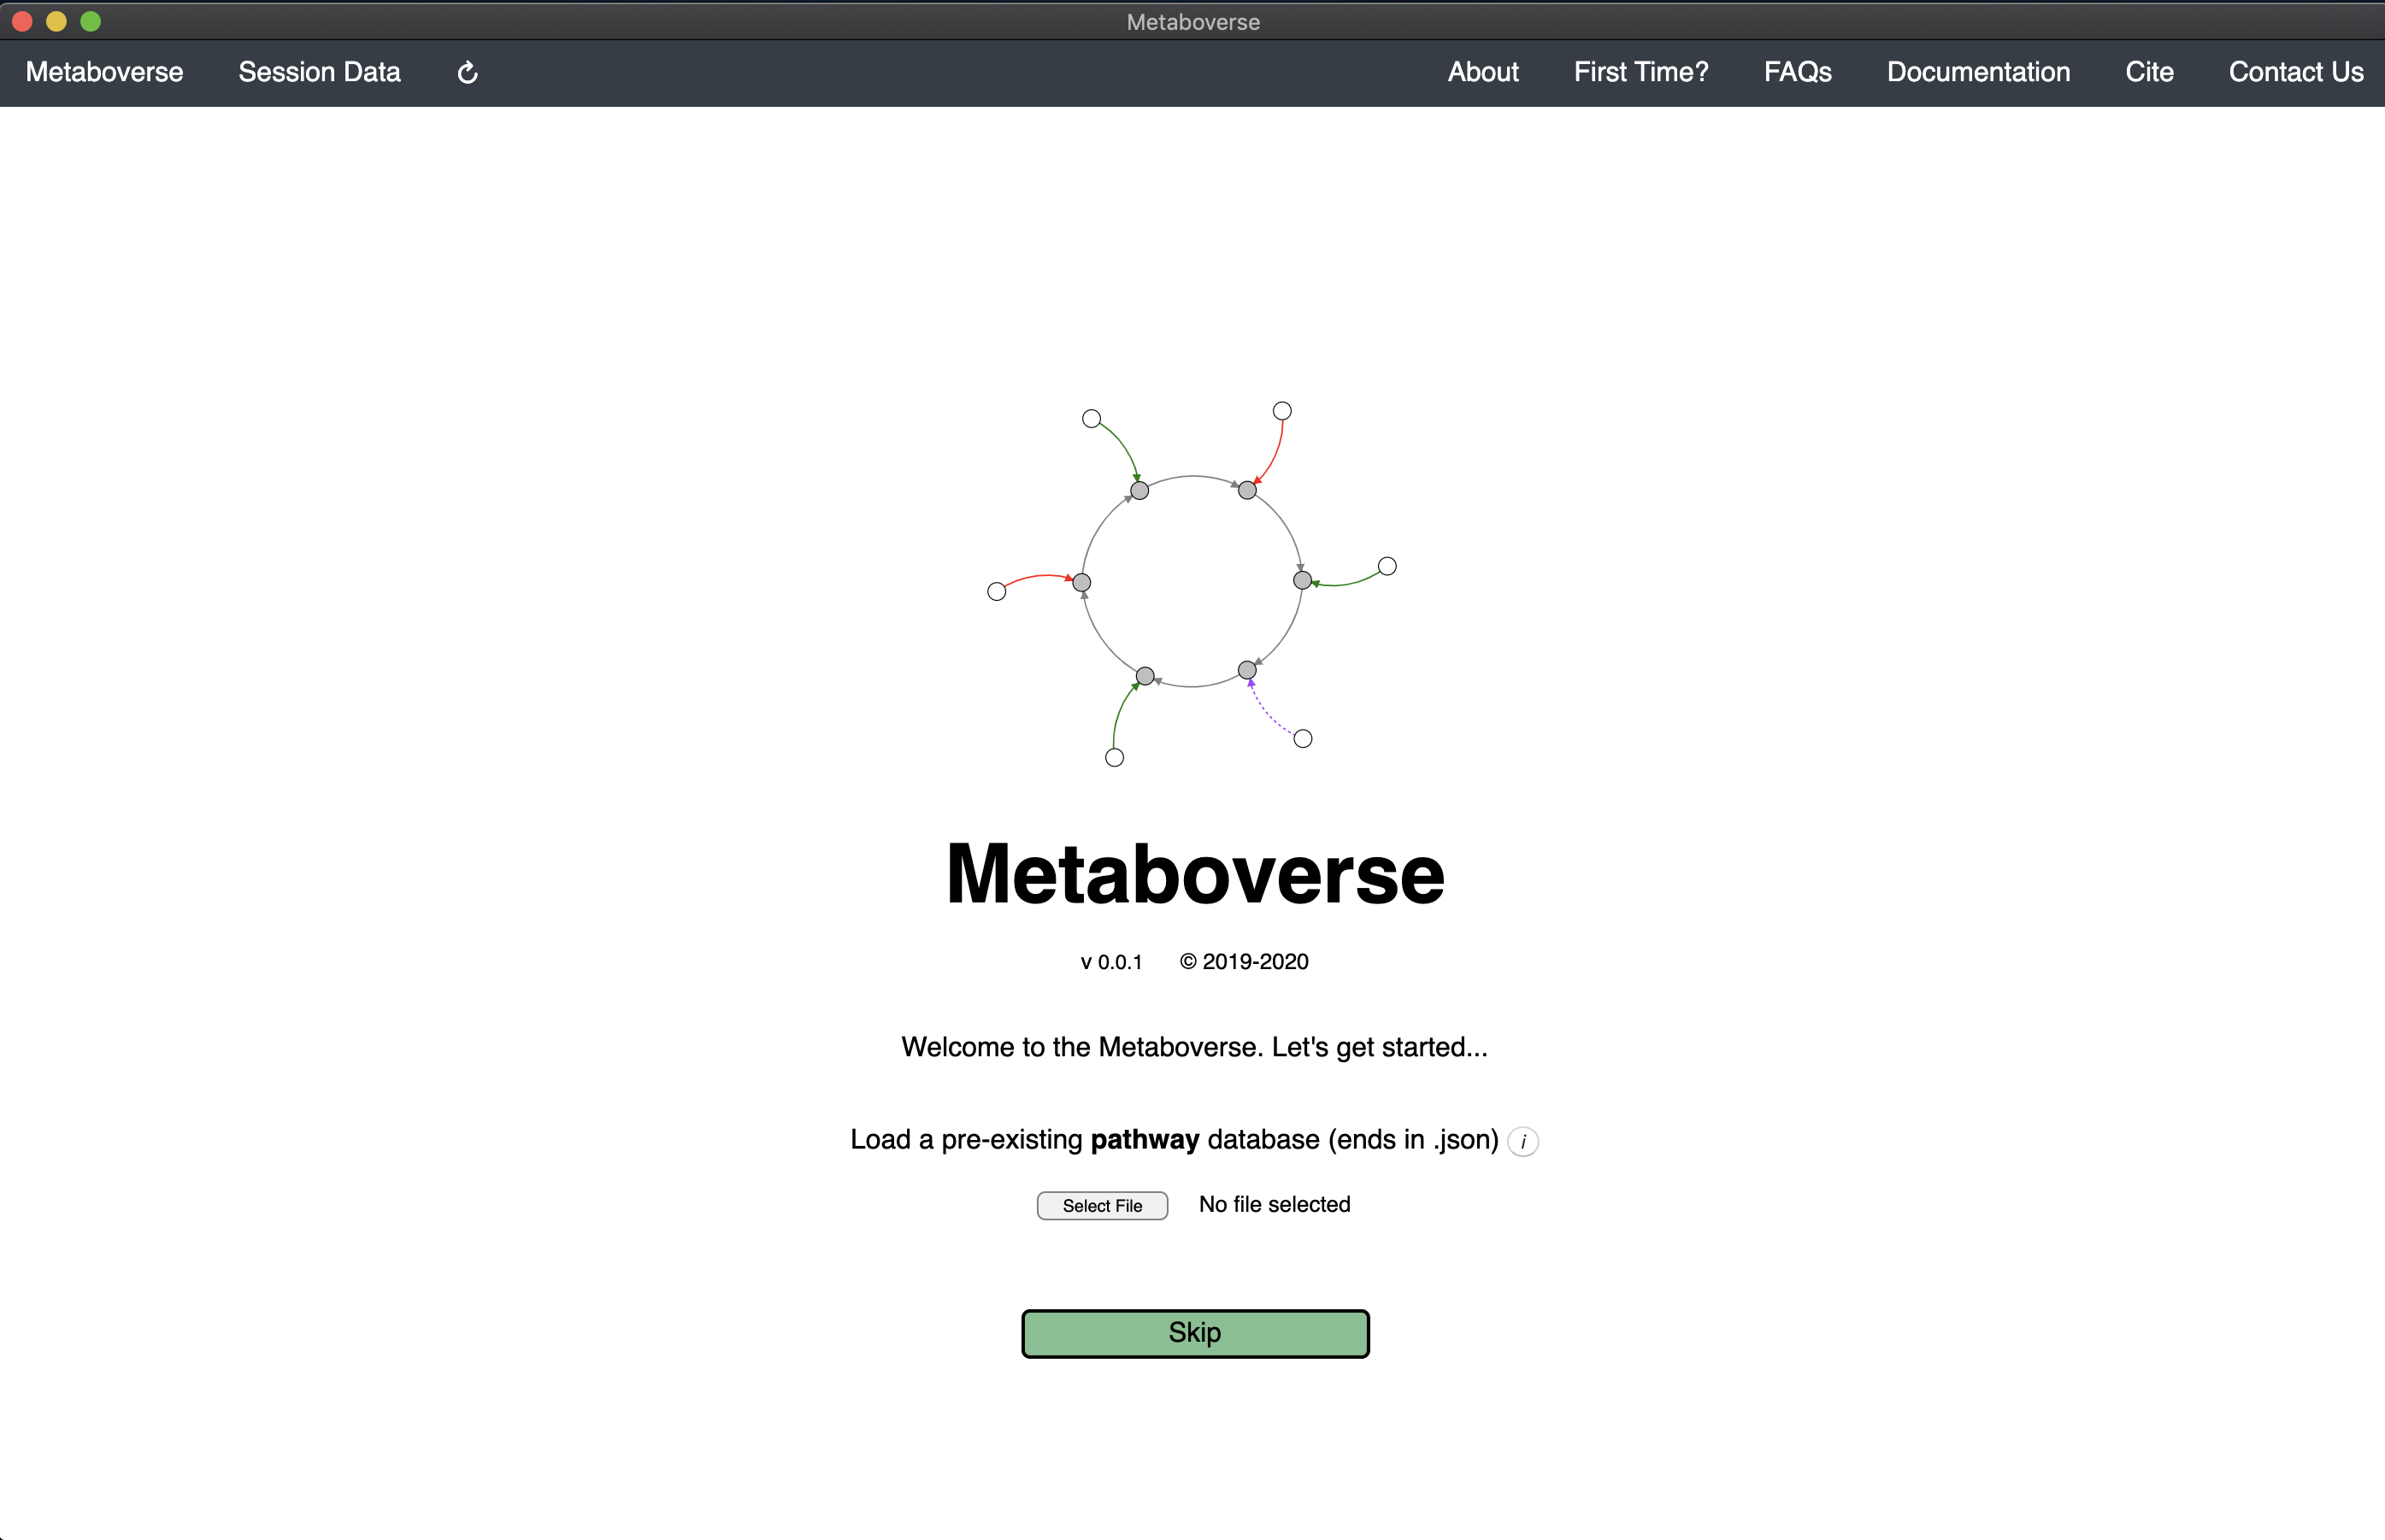 Metaboverse
Metaboverse Session Data ↻ About First Time? FAQs Documentation Cite Contact Us
Metaboverse
v 0.0.1 © 2019-2020
Welcome to the Metaboverse. Let's get started...
Load a pre-existing pathway database (ends in .json) i
Select File No file selected
Skip